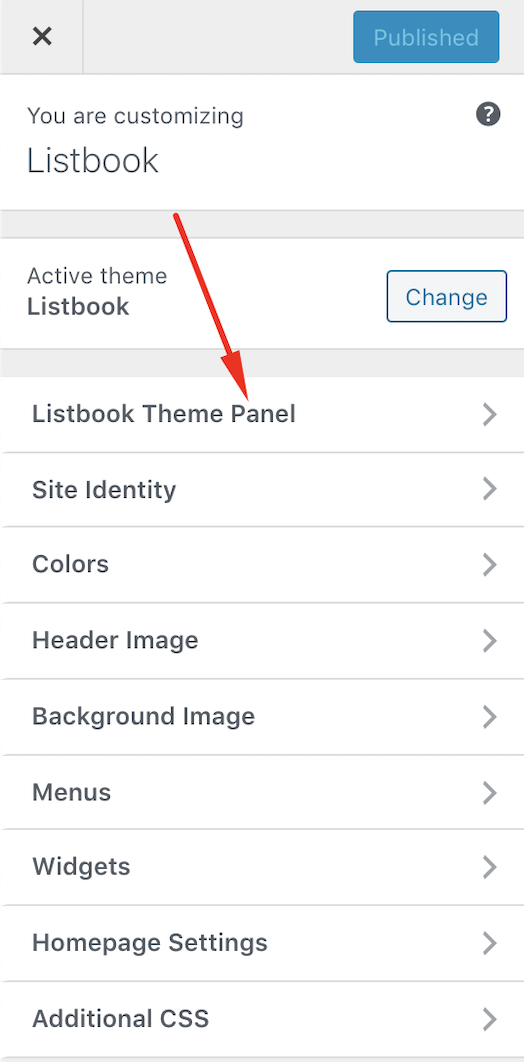 Published
You are customizing
Listbook
Active theme
Listbook
Change
Listbook Theme Panel
Site Identity
Colors
Header Image
Background Image
Menus
Widgets
Homepage Settings
Additional CSS